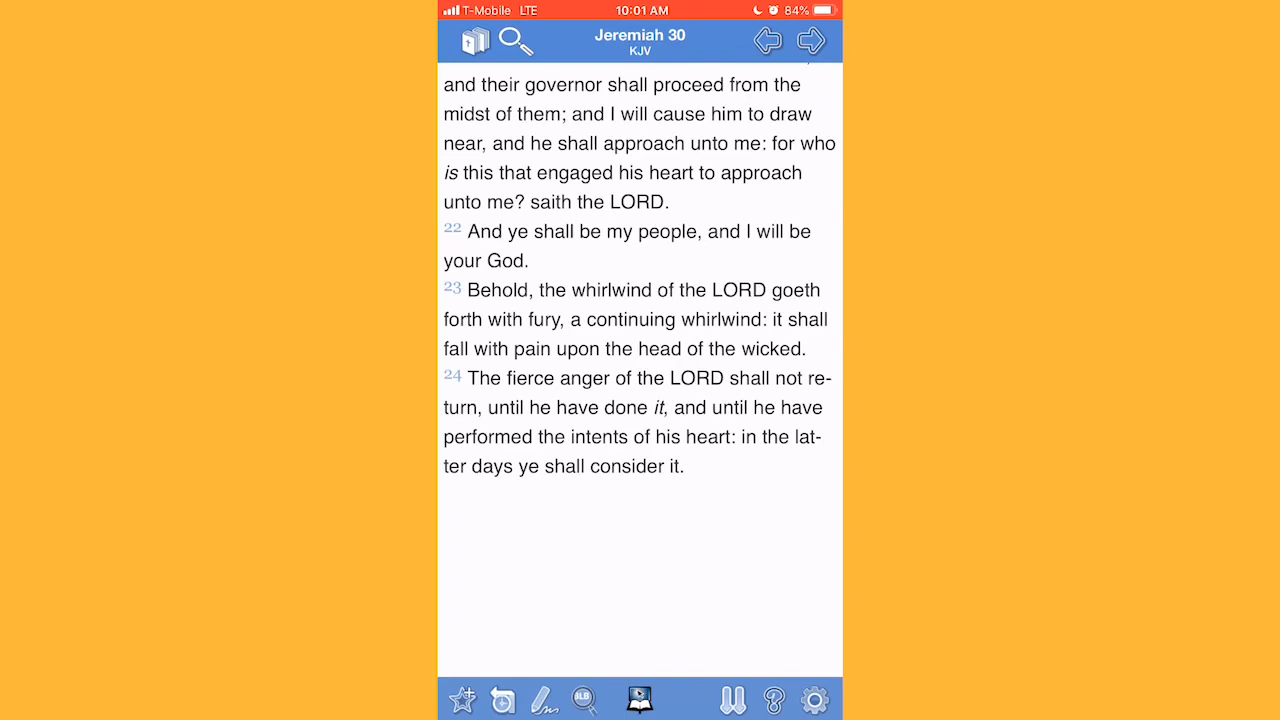 T-Mobile LTE 10:01 AM 84%
Jeremiah 30
KJV
and their governor shall proceed from the
midst of them; and I will cause him to draw
near, and he shall approach unto me: for who
is this that engaged his heart to approach
unto me? saith the LORD.
22 And ye shall be my people, and I will be
your God.
23 Behold, the whirlwind of the LORD goeth
forth with fury, a continuing whirlwind: it shall
fall with pain upon the head of the wicked.
24 The fierce anger of the LORD shall not re-
turn, until he have done it, and until he have
performed the intents of his heart: in the lat-
ter days ye shall consider it.
BLB